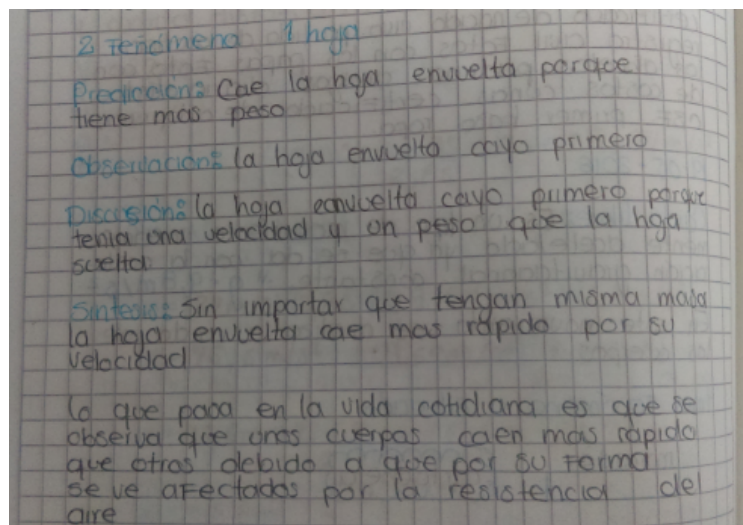 2 Fenómeno 1 hoja
Predicción: Cae la hoja envuelta porque
tiene mas peso
Observación: la hoja envuelta cayo primero
Discusión: la hoja eanvuelta cayo primero porque
tenia una velocidad y un peso que la hoja
suelta
Síntesis: Sin importar que tengan misma masa
la hoja envuelta cae mas rápido por su
velocidad
lo que pasa en la vida cotidiana es que se
observa que unos cuerpos caen mas rápido
que otros debido a que por su forma
se ve afectados por la resistencia del
aire